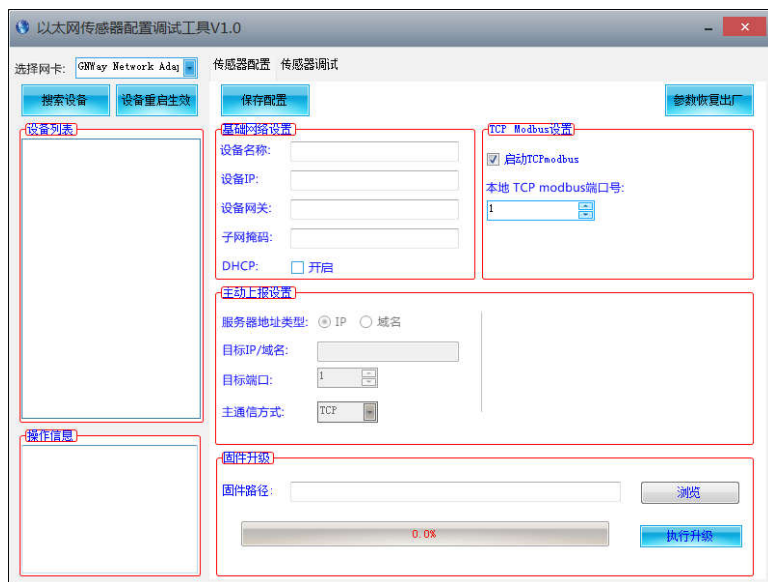 以太网传感器配置调试工具V1.0
选择网卡: GNWay Network Adap
传感器配置 传感器调试
搜索设备 设备重启生效
保存配置 参数恢复出厂
设备列表
基础网络设置
设备名称:
设备IP:
设备网关:
子网掩码:
DHCP: 开启
TCP Modbus设置
启动TCPmodbus
本地 TCP modbus端口号:
1
主动上报设置
服务器地址类型: IP 域名
目标IP/域名:
目标端口: 1
主通信方式: TCP
操作信息
固件升级
固件路径: 浏览
0.0% 执行升级